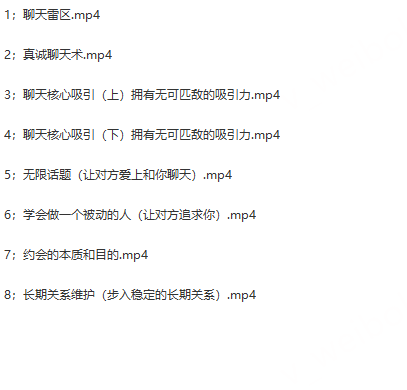 1；聊天雷区.mp4
2；真诚聊天术.mp4
3；聊天核心吸引（上）拥有无可匹敌的吸引力.mp4
4；聊天核心吸引（下）拥有无可匹敌的吸引力.mp4
5；无限话题（让对方爱上和你聊天）.mp4
6；学会做一个被动的人（让对方追求你）.mp4
7；约会的本质和目的.mp4
8；长期关系维护（步入稳定的长期关系）.mp4